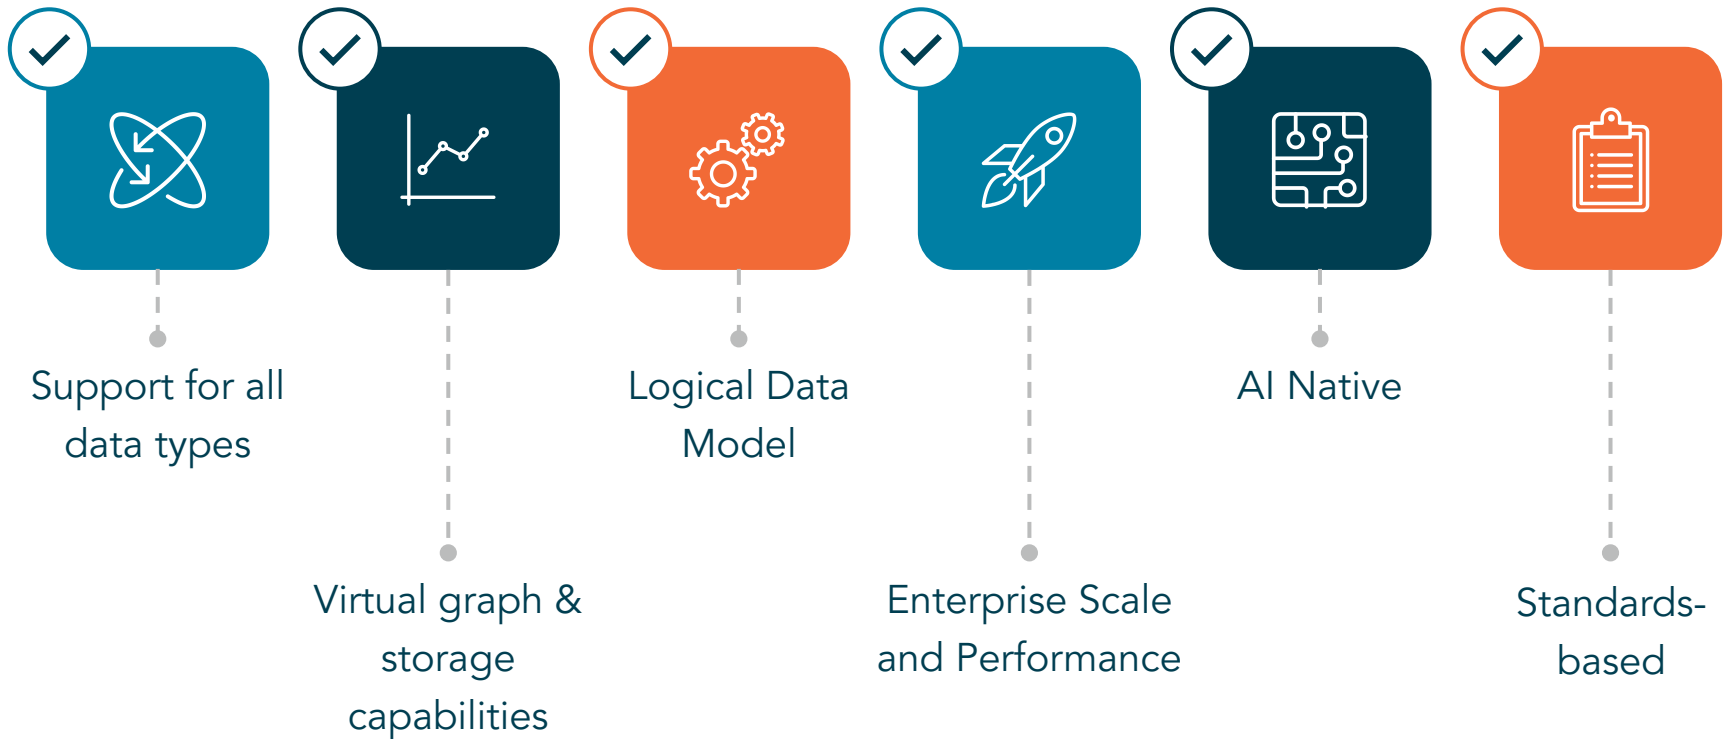 Support for all
data types
Virtual graph &
storage
capabilities
Logical Data
Model
Enterprise Scale
and Performance
AI Native
Standards-
based